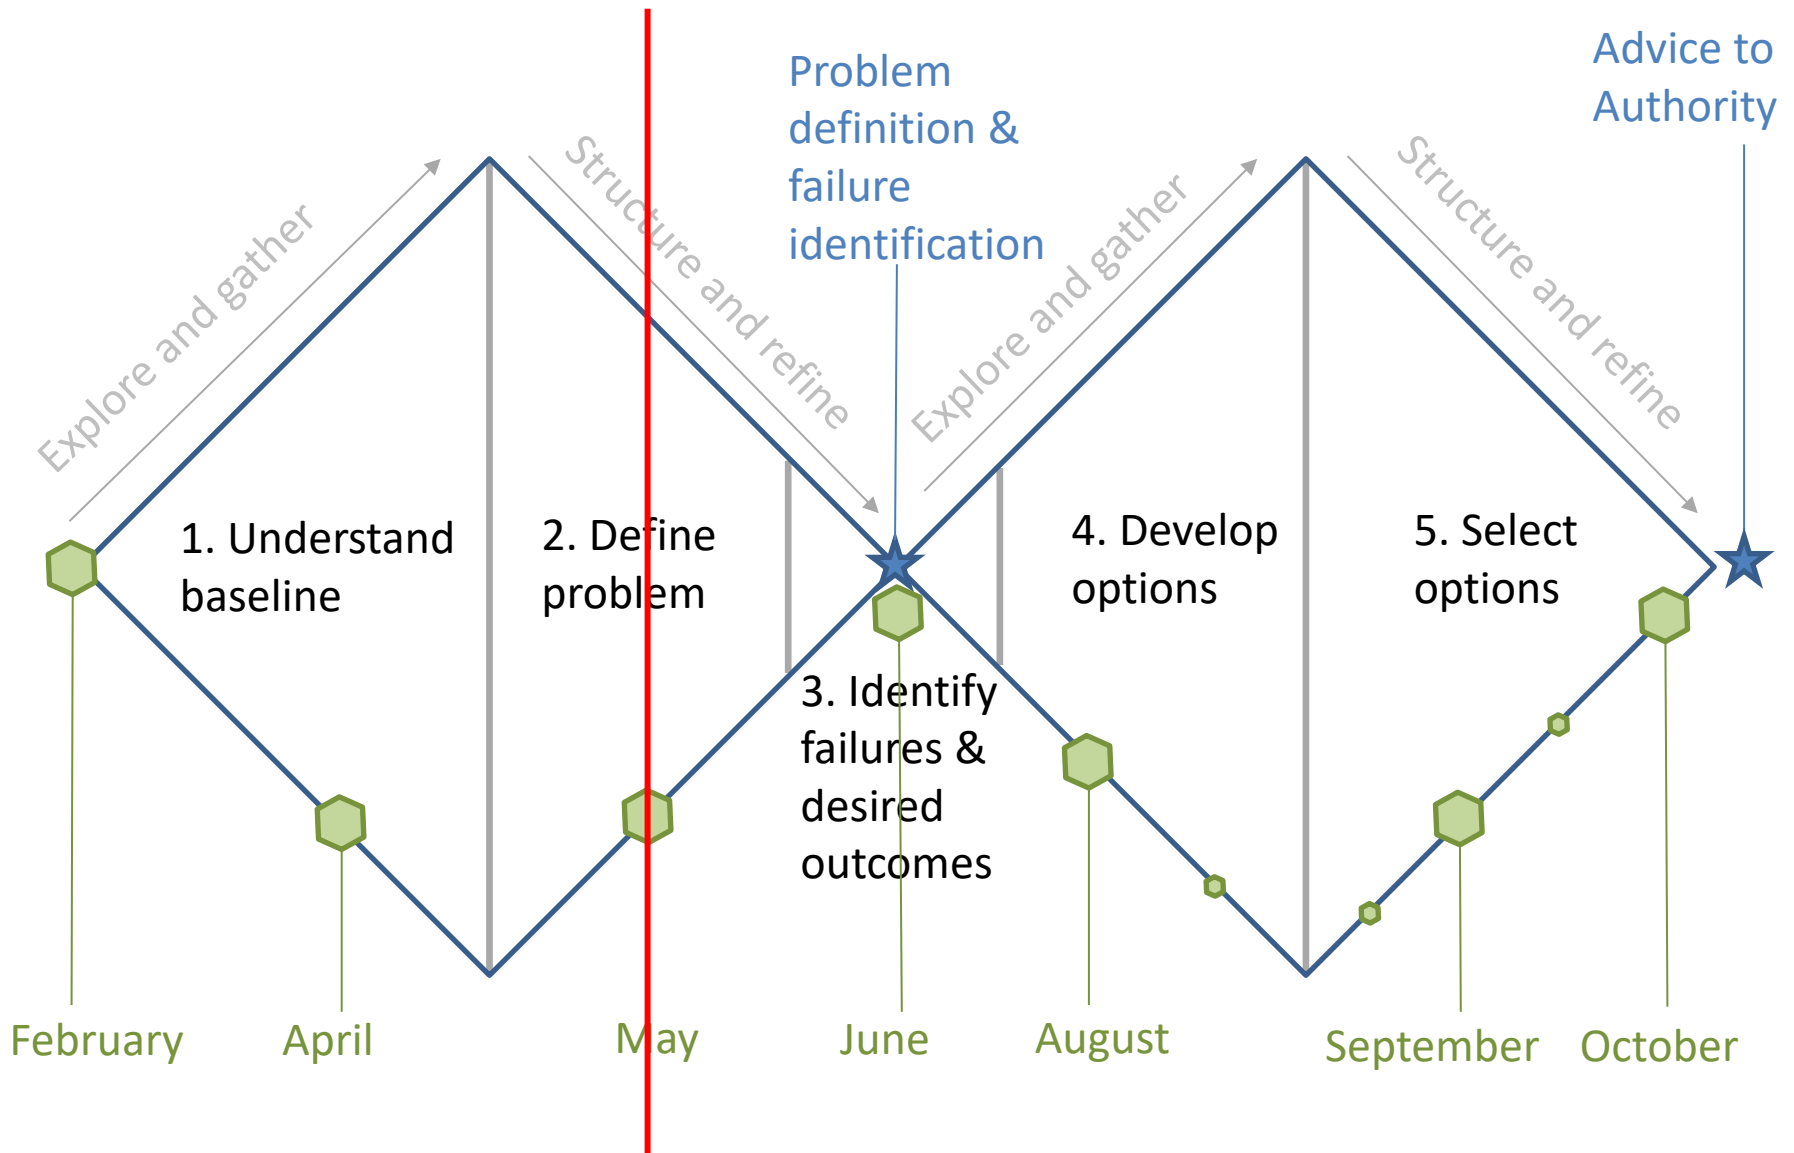 Problem
definition &
failure
identification
Advice to
Authority
Explore and gather
Structure and refine
Explore and gather
Structure and refine
1. Understand
baseline
2. Define
problem
3. Identify
failures &
desired
outcomes
4. Develop
options
5. Select
options
February
April
May
June
August
September
October